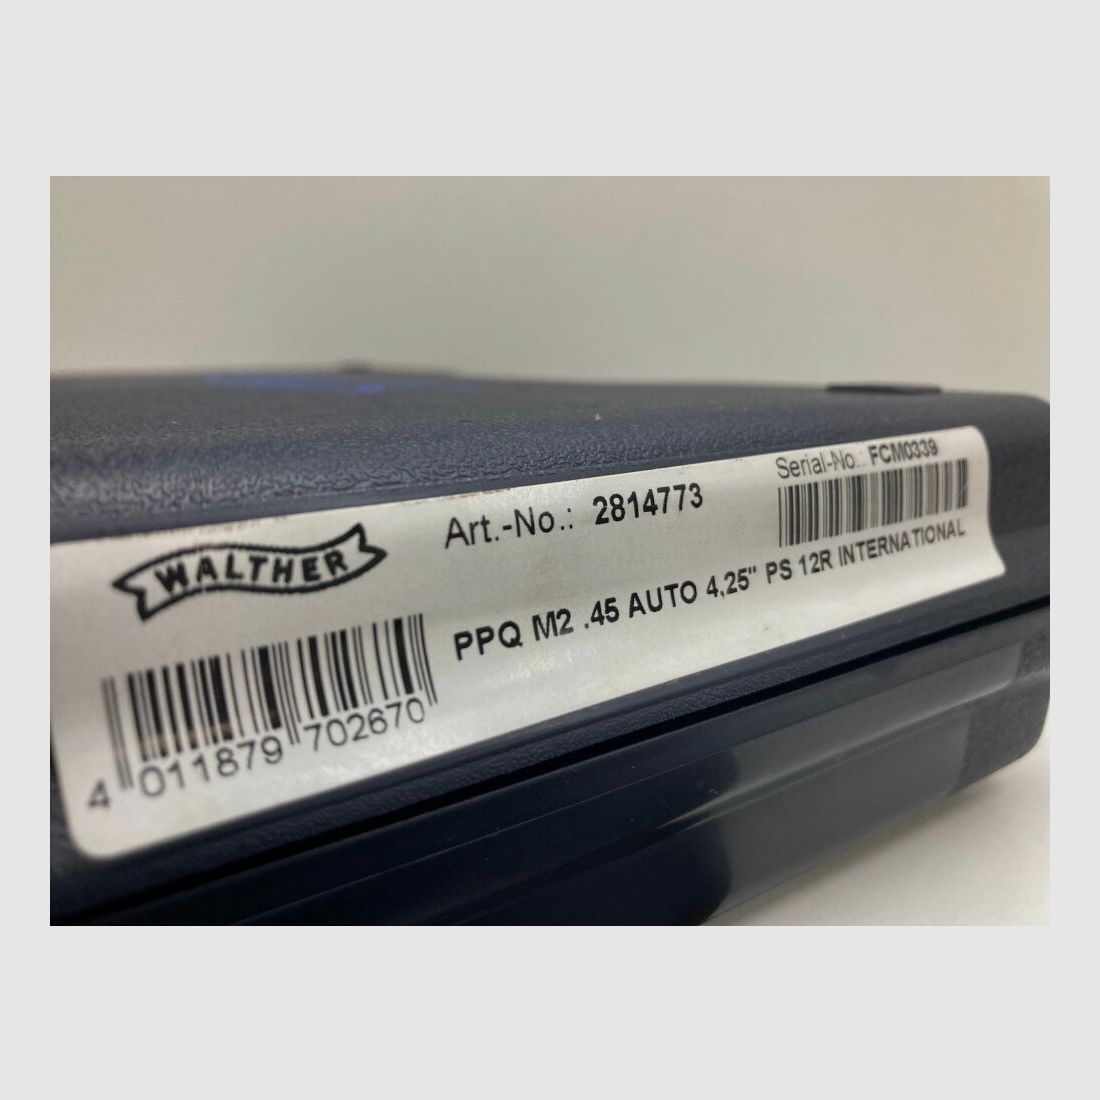 WALTHER
Art.-No.: 2814773
Serial-No.: FCM0339
PPQ M2 .45 AUTO 4,25" PS 12R INTERNATIONAL
4 011879 702670